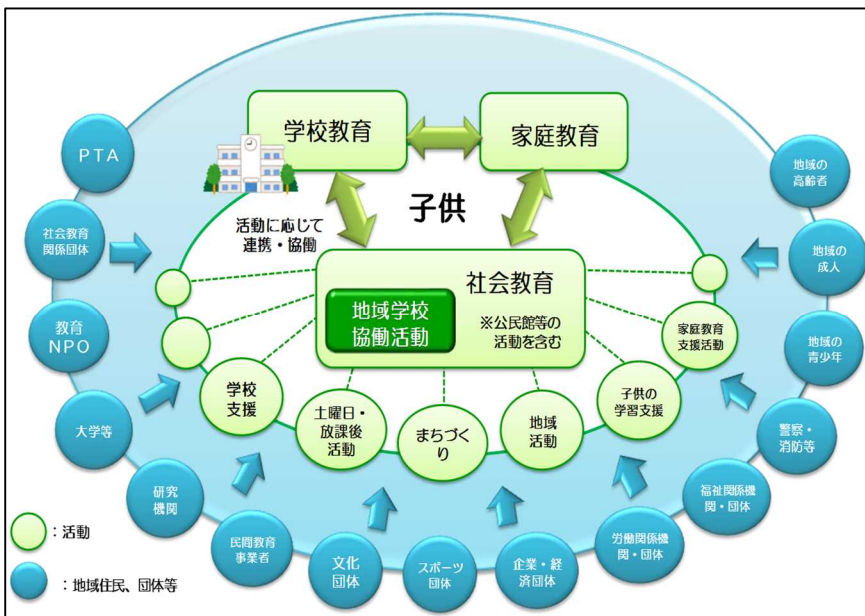 学校教育
家庭教育
子供
活動に応じて
連携・協働
社会教育
地域学校
協働活動
※公民館等の
活動を含む
学校
支援
土曜日・
放課後
活動
まちづく
り
地域
活動
子供の
学習支援
家庭教育
支援活動
PTA
社会教育
関係団体
教育
NPO
大学等
研究
機関
民間教育
事業者
文化
団体
スポーツ
団体
企業・経
済団体
労働関係機
関・団体
福祉関係機
関・団体
警察・
消防等
地域の
青少年
地域の
成人
地域の
高齢者
:活動
:地域住民、団体等